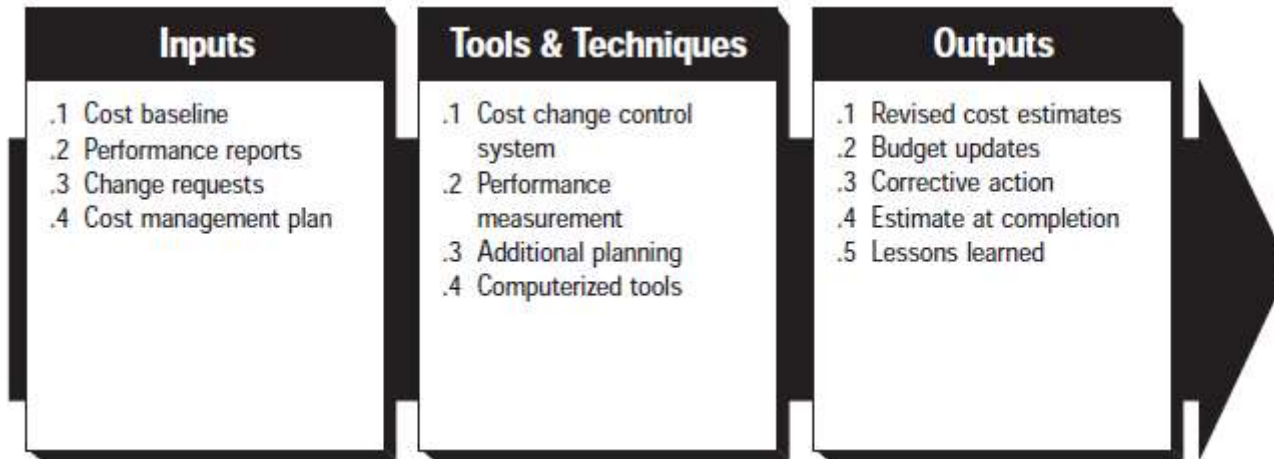 Inputs
.1 Cost baseline
.2 Performance reports
.3 Change requests
.4 Cost management plan
Tools & Techniques
.1 Cost change control
system
.2 Performance
measurement
.3 Additional planning
.4 Computerized tools
Outputs
.1 Revised cost estimates
.2 Budget updates
.3 Corrective action
.4 Estimate at completion
.5 Lessons learned